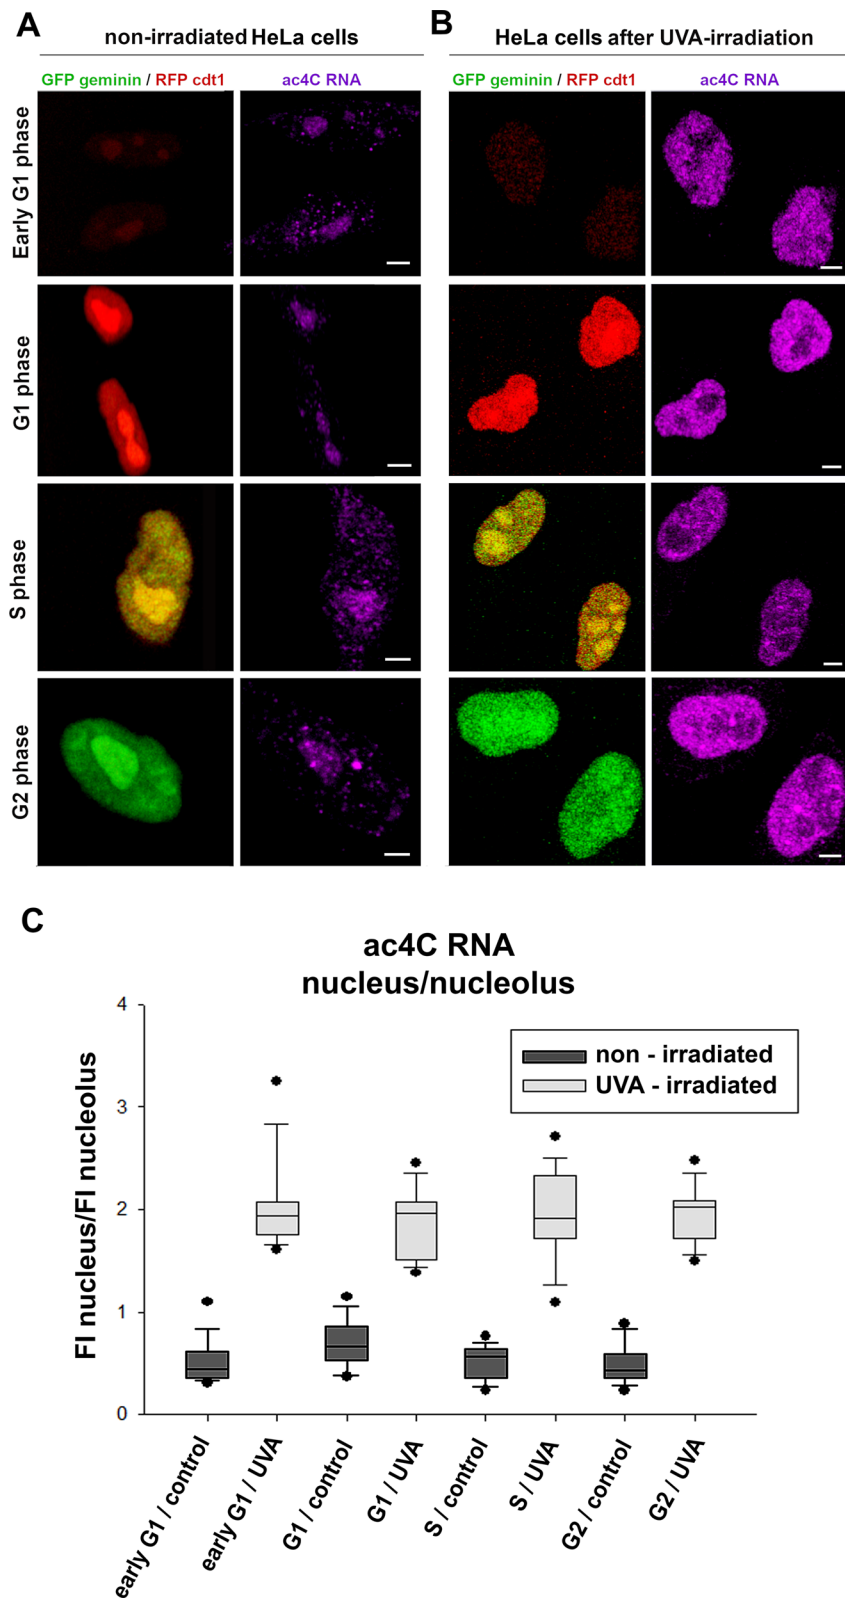 A
non-irradiated HeLa cells
GFP geminin / RFP cdt1
ac4C RNA
Early G1 phase
G1 phase
S phase
G2 phase
B
HeLa cells after UVA-irradiation
GFP geminin / RFP cdt1
ac4C RNA
C
ac4C RNA
nucleus/nucleolus
FI nucleus/FI nucleolus
4
3
2
1
0
non - irradiated
UVA - irradiated
early G1 / control
early G1 / UVA
G1 / control
G1 / UVA
S / control
S / UVA
G2 / control
G2 / UVA